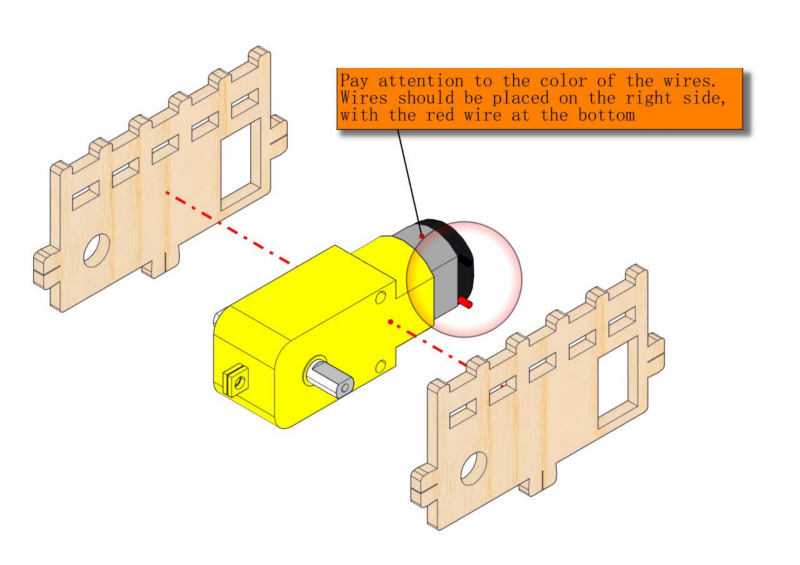 Pay attention to the color of the wires.
Wires should be placed on the right side,
with the red wire at the bottom